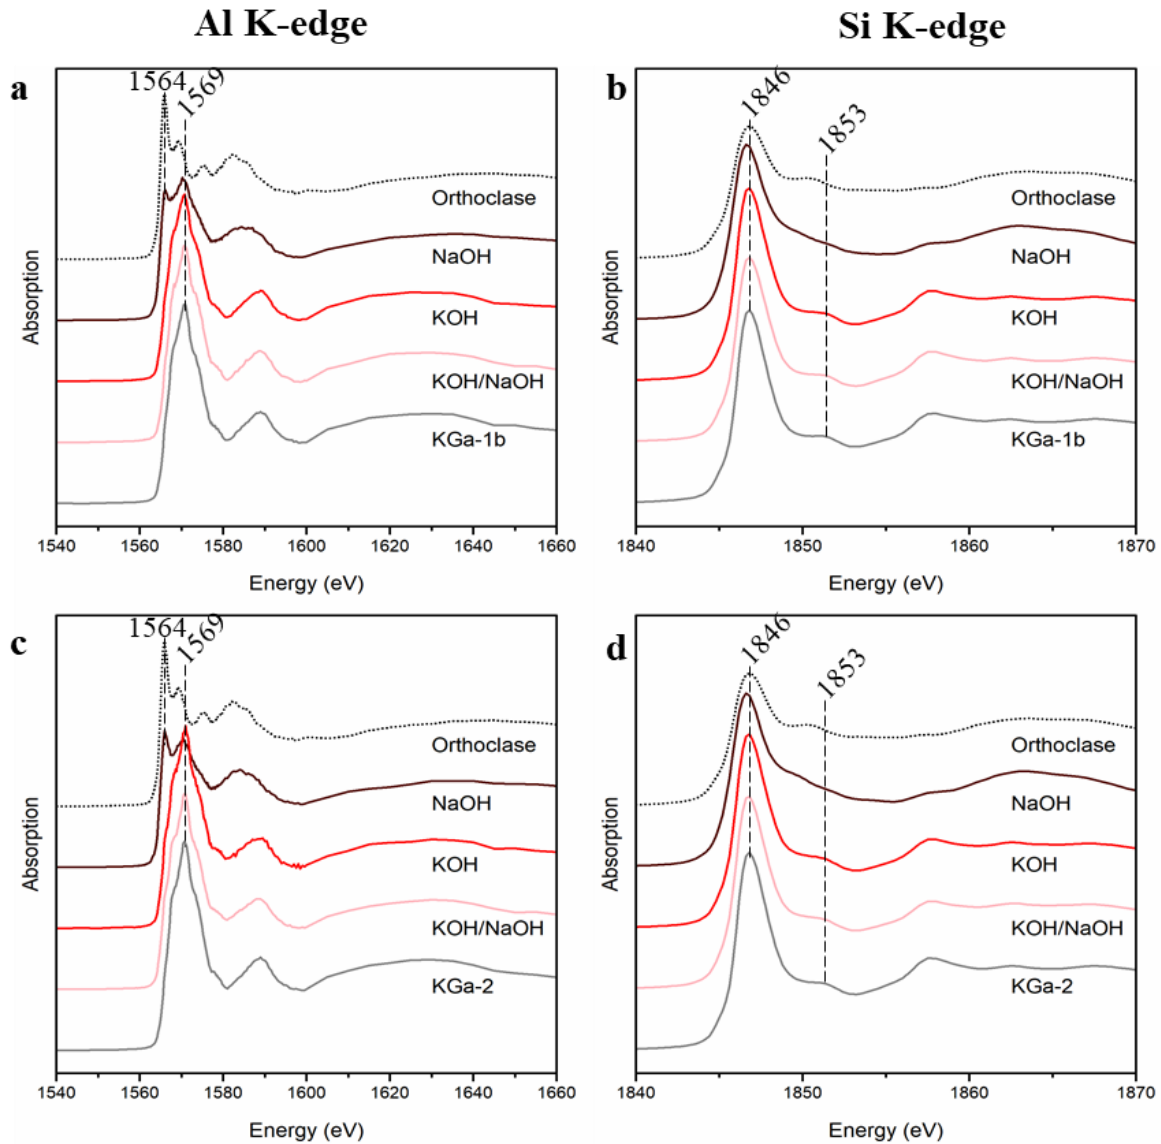 Al K-edge
Si K-edge
a
1564
1569
Orthoclase
NaOH
KOH
KOH/NaOH
KGa-1b
Absorption
1540 1560 1580 1600 1620 1640 1660
Energy (eV)
b
1846
1853
Orthoclase
NaOH
KOH
KOH/NaOH
KGa-1b
Absorption
1840 1850 1860 1870
Energy (eV)
c
1564
1569
Orthoclase
NaOH
KOH
KOH/NaOH
KGa-2
Absorption
1540 1560 1580 1600 1620 1640 1660
Energy (eV)
d
1846
1853
Orthoclase
NaOH
KOH
KOH/NaOH
KGa-2
Absorption
1840 1850 1860 1870
Energy (eV)